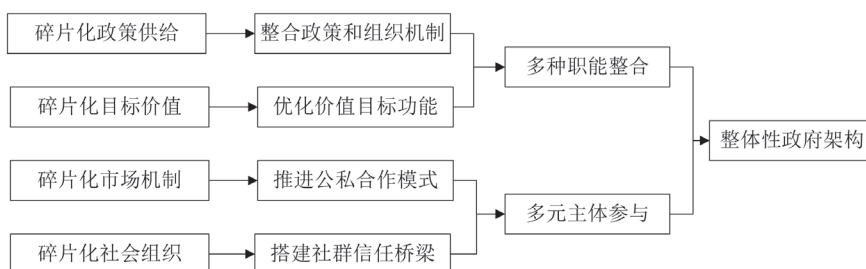 碎片化政策供给
整合政策和组织机制
多种职能整合
碎片化目标价值
优化价值目标功能
整体性政府架构
碎片化市场机制
推进公私合作模式
多元主体参与
碎片化社会组织
搭建社群信任桥梁